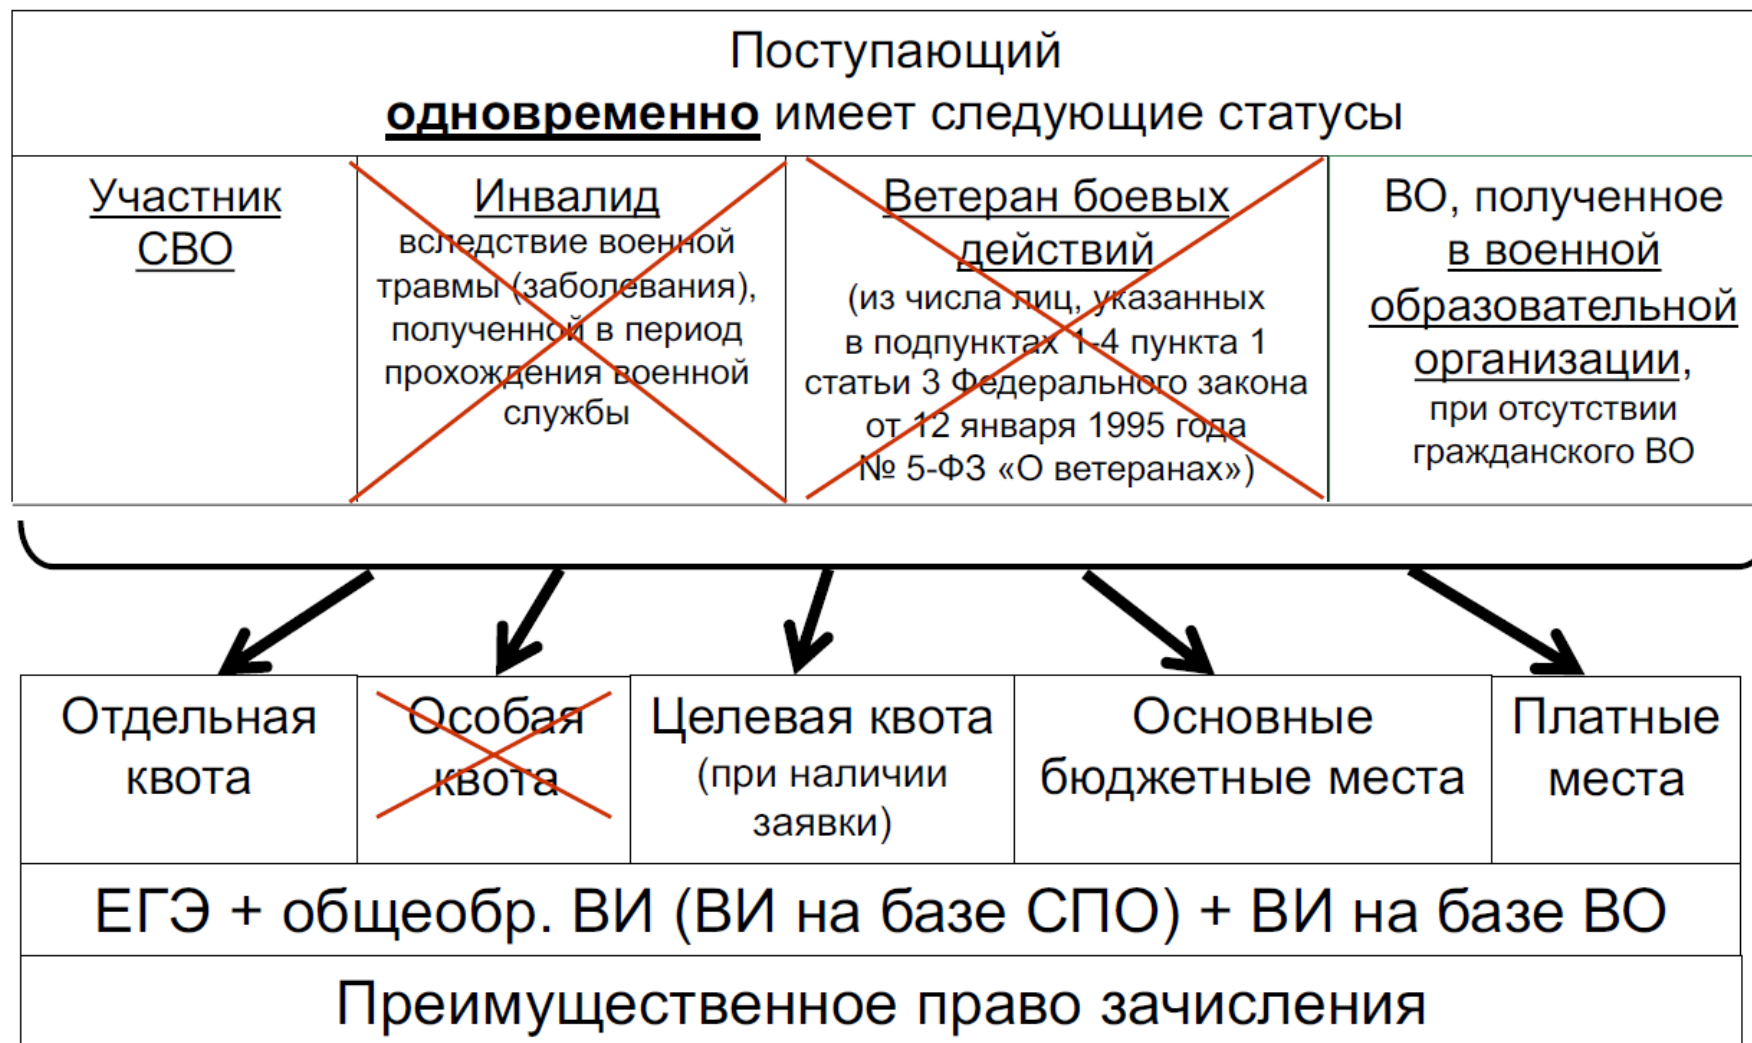 Поступающий
одновременно имеет следующие статусы
Участник
СВО
Инвалид
вследствие военной
травмы (заболевания),
полученной в период
прохождения военной
службы
Ветеран боевых
действий
(из числа лиц, указанных
в подпунктах 1-4 пункта 1
статьи 3 Федерального закона
от 12 января 1995 года
№ 5-ФЗ «О ветеранах»)
ВО, полученное
в военной
образовательной
организации,
при отсутствии
гражданского ВО
Отдельная
квота
Особая
квота
Целевая квота
(при наличии
заявки)
Основные
бюджетные места
Платные
места
ЕГЭ + общеобр. ВИ (ВИ на базе СПО) + ВИ на базе ВО
Преимущественное право зачисления